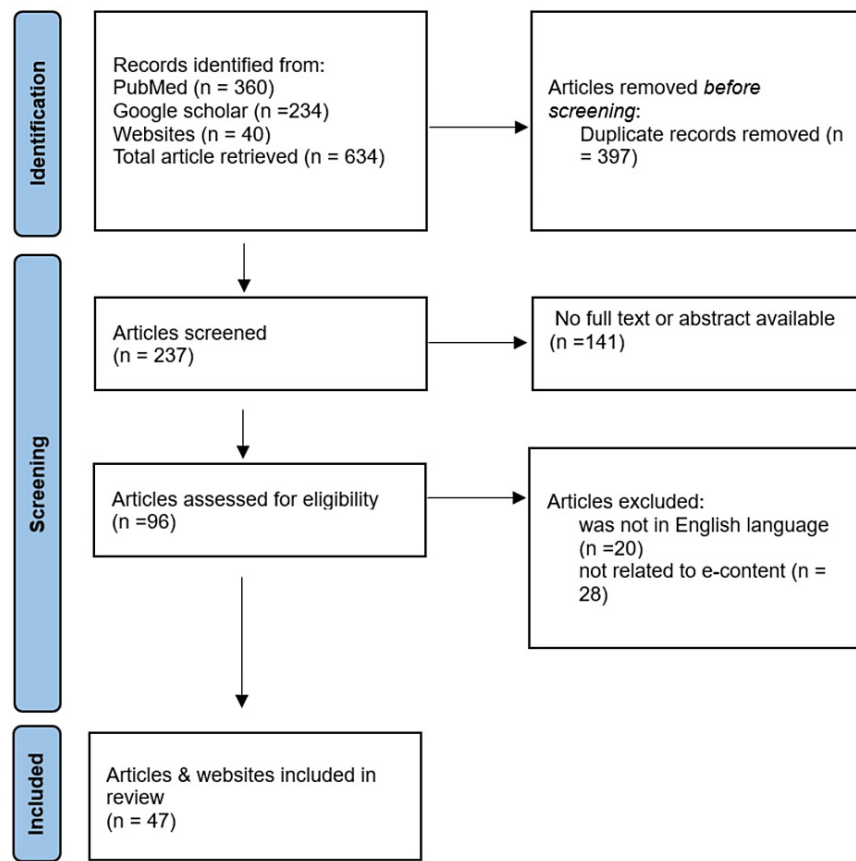 Identification
Records identified from:
PubMed (n = 360)
Google scholar (n =234)
Websites (n = 40)
Total article retrieved (n = 634)
Articles removed before
screening:
Duplicate records removed (n
= 397)
Screening
Articles screened
(n = 237)
No full text or abstract available
(n =141)
Articles assessed for eligibility
(n =96)
Articles excluded:
was not in English language
(n =20)
not related to e-content (n =
28)
Included
Articles & websites included in
review
(n = 47)